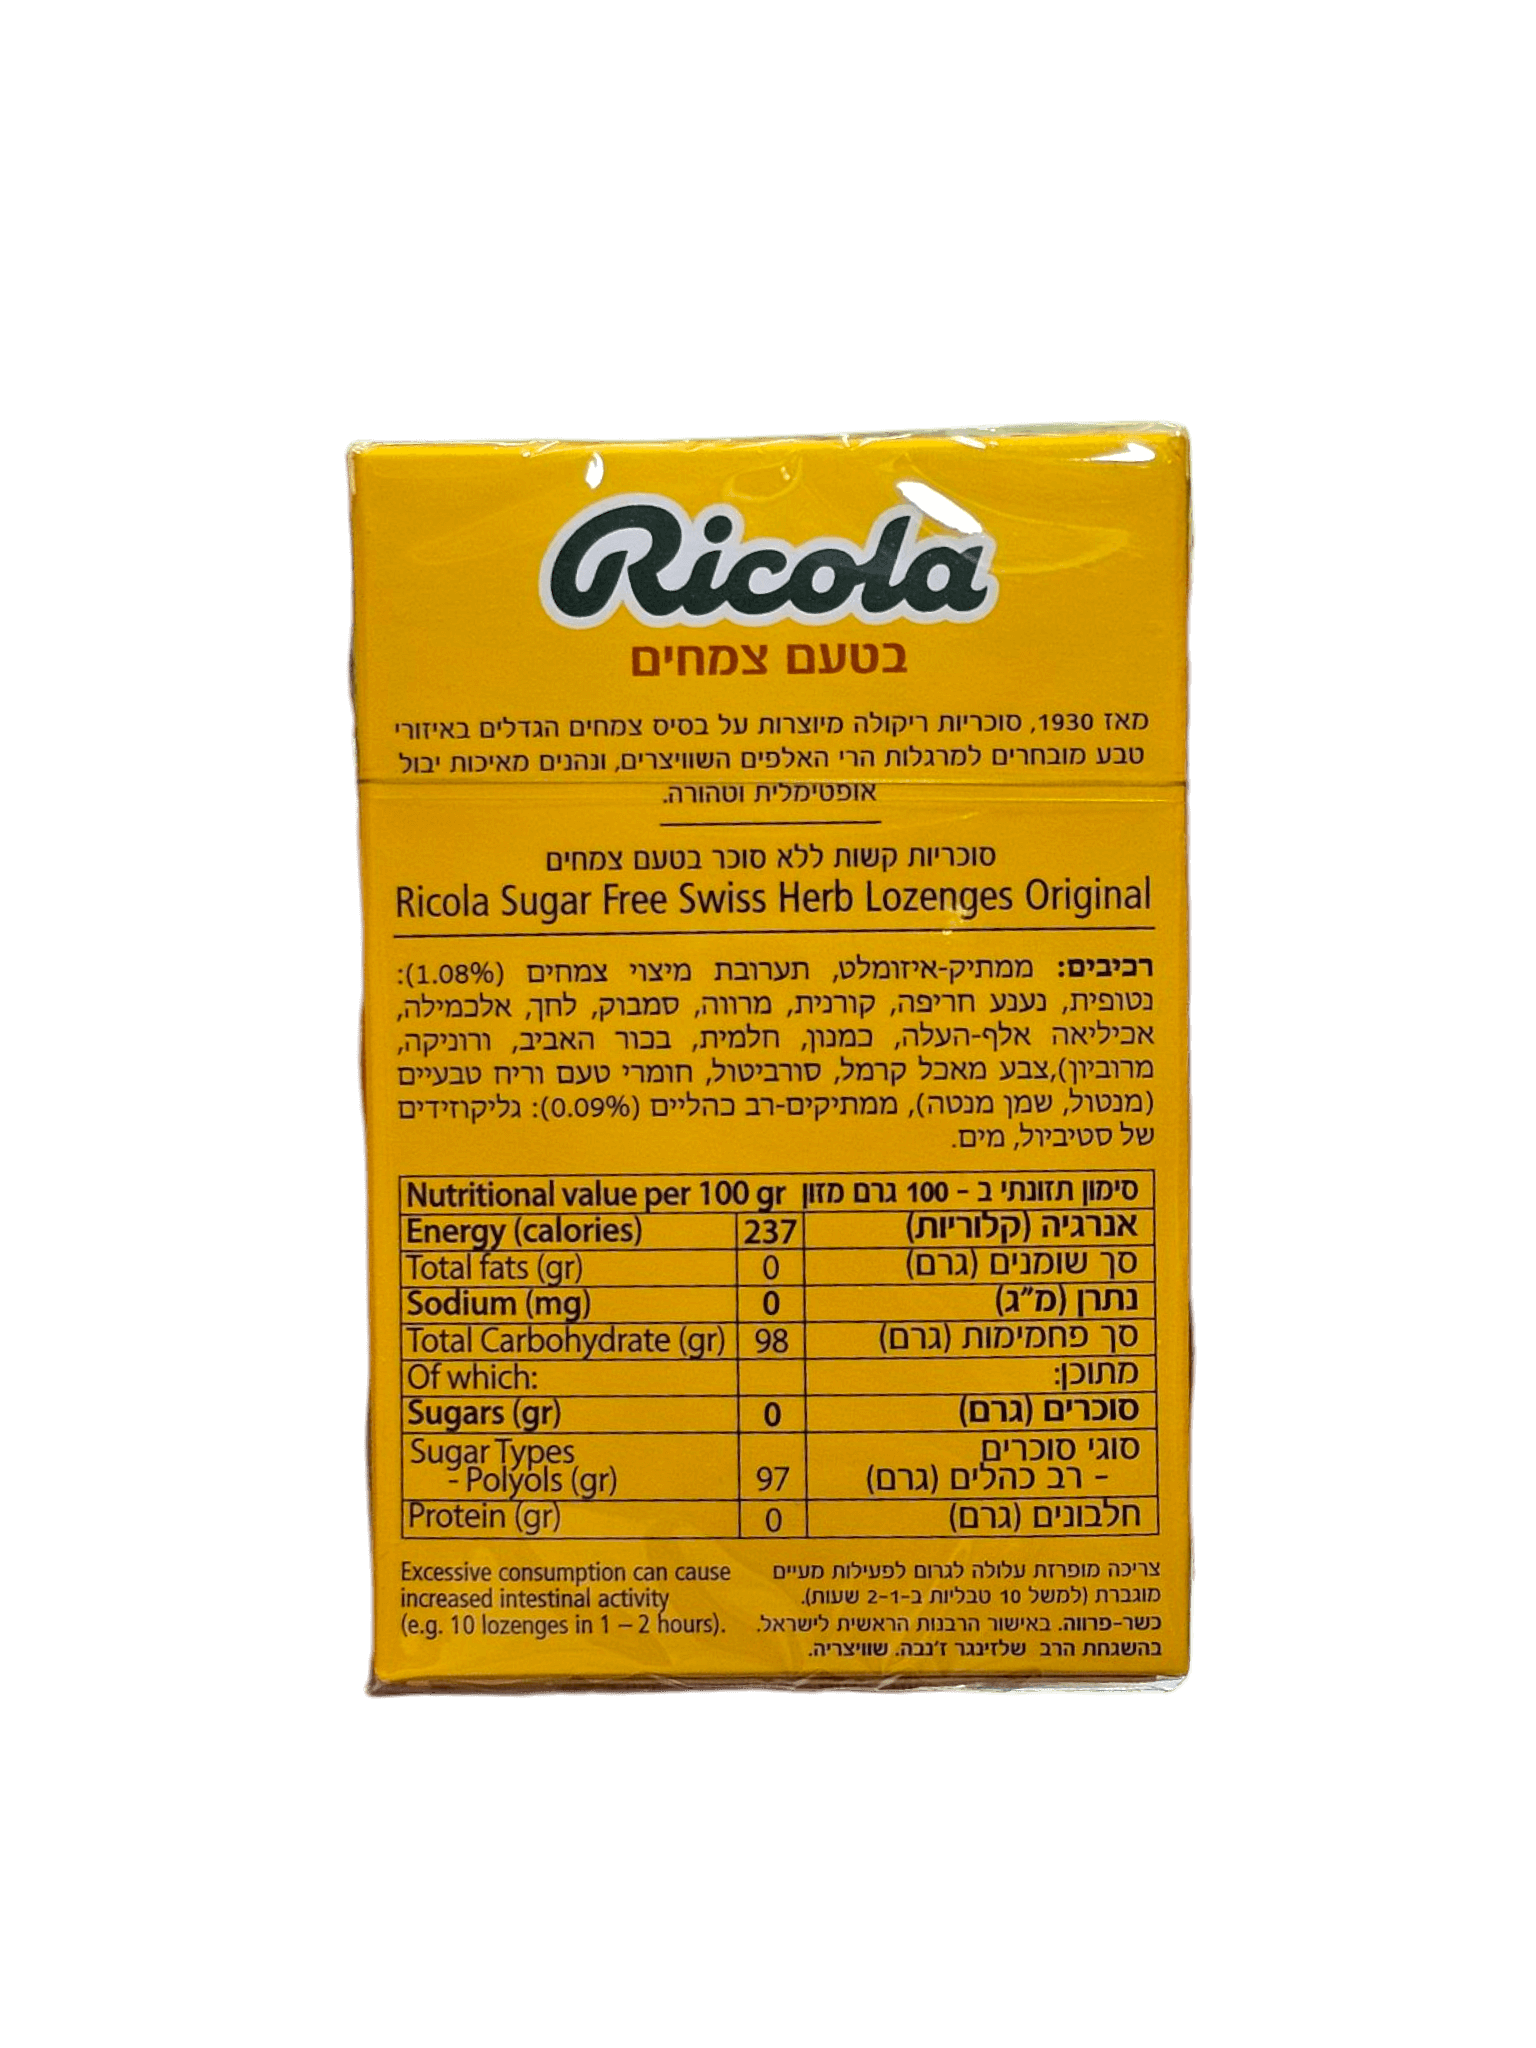 Ricola
בטעם צמחים
מאז 1930, סוכריות ריקולה מיוצרות על בסיס צמחים הגדלים באיזורי
טבע מובחרים למרגלות הרי האלפים השוויצרים, ונהנים מאיכות יבול
אופטימלית וטהורה.
סוכריות קשות ללא סוכר בטעם צמחים
Ricola Sugar Free Swiss Herb Lozenges Original
רכיבים: ממתיק-איזומלט, תערובת מיצוי צמחים (1.08%):
נטופית, נענע חריפה, קורנית, מרווה, סמבוק, לחך, אלכמילה,
אכיליאה אלף-העלה, כמנון, חלמית, בכור האביב, ורוניקה,
מרוביון),צבע מאכל קרמל, סורביטול, חומרי טעם וריח טבעיים
(מנטול, שמן מנטה), ממתיקים-רב כהליים (0.09%): גליקוזידים
של סטיביול, מים.
Nutritional value per 100 gr סימון תזונתי ב - 100 גרם מזון
Energy (calories) 237 אנרגיה (קלוריות)
Total fats (gr) 0 סך שומנים (גרם)
Sodium (mg) 0 נתרן (מ"ג)
Total Carbohydrate (gr) 98 סך פחמימות (גרם)
Of which: מתוכן:
Sugars (gr) 0 סוכרים (גרם)
Sugar Types סוגי סוכרים
- Polyols (gr) 97 - רב כהלים (גרם)
Protein (gr) 0 חלבונים (גרם)
Excessive consumption can cause
increased intestinal activity
(e.g. 10 lozenges in 1 – 2 hours).
צריכה מופרזת עלולה לגרום לפעילות מעיים
מוגברת (למשל 10 טבליות ב-1-2 שעות).
כשר-פרווה. באישור הרבנות הראשית לישראל.
בהשגחת הרב שלזינגר ז'נבה. שוויצריה.